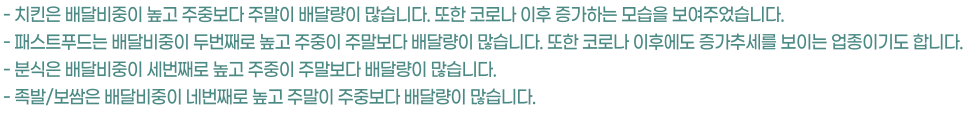 - 치킨은 배달비중이 높고 주중보다 주말이 배달량이 많습니다. 또한 코로나 이후 증가하는 모습을 보여주었습니다.
- 패스트푸드는 배달비중이 두번째로 높고 주중이 주말보다 배달량이 많습니다. 또한 코로나 이후에도 증가추세를 보이는 업종이기도 합니다.
- 분식은 배달비중이 세번째로 높고 주중이 주말보다 배달량이 많습니다.
- 족발/보쌈은 배달비중이 네번째로 높고 주말이 주중보다 배달량이 많습니다.